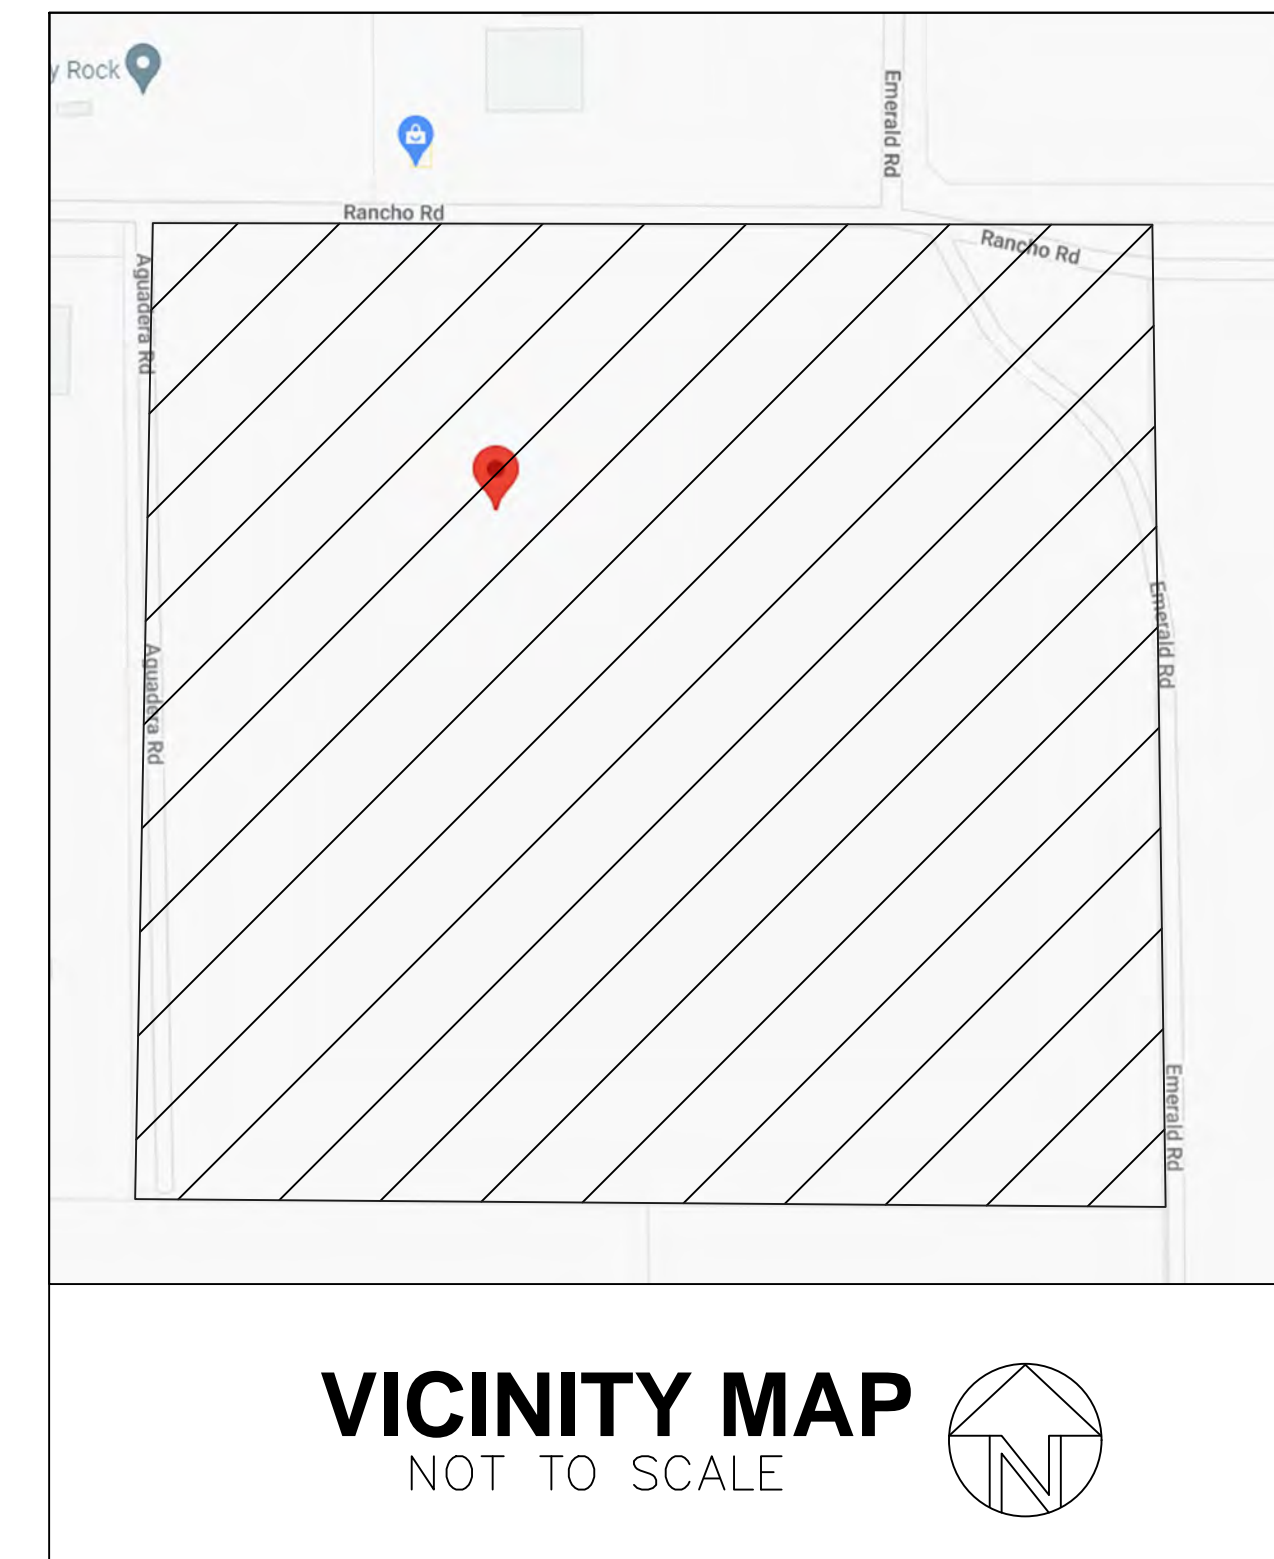 y Rock
Emerald Rd
Rancho Rd
Rancho Rd
Aguadera Rd
Emerald Rd
Aguadera Rd
Emerald Rd
VICINITY MAP
NOT TO SCALE
N